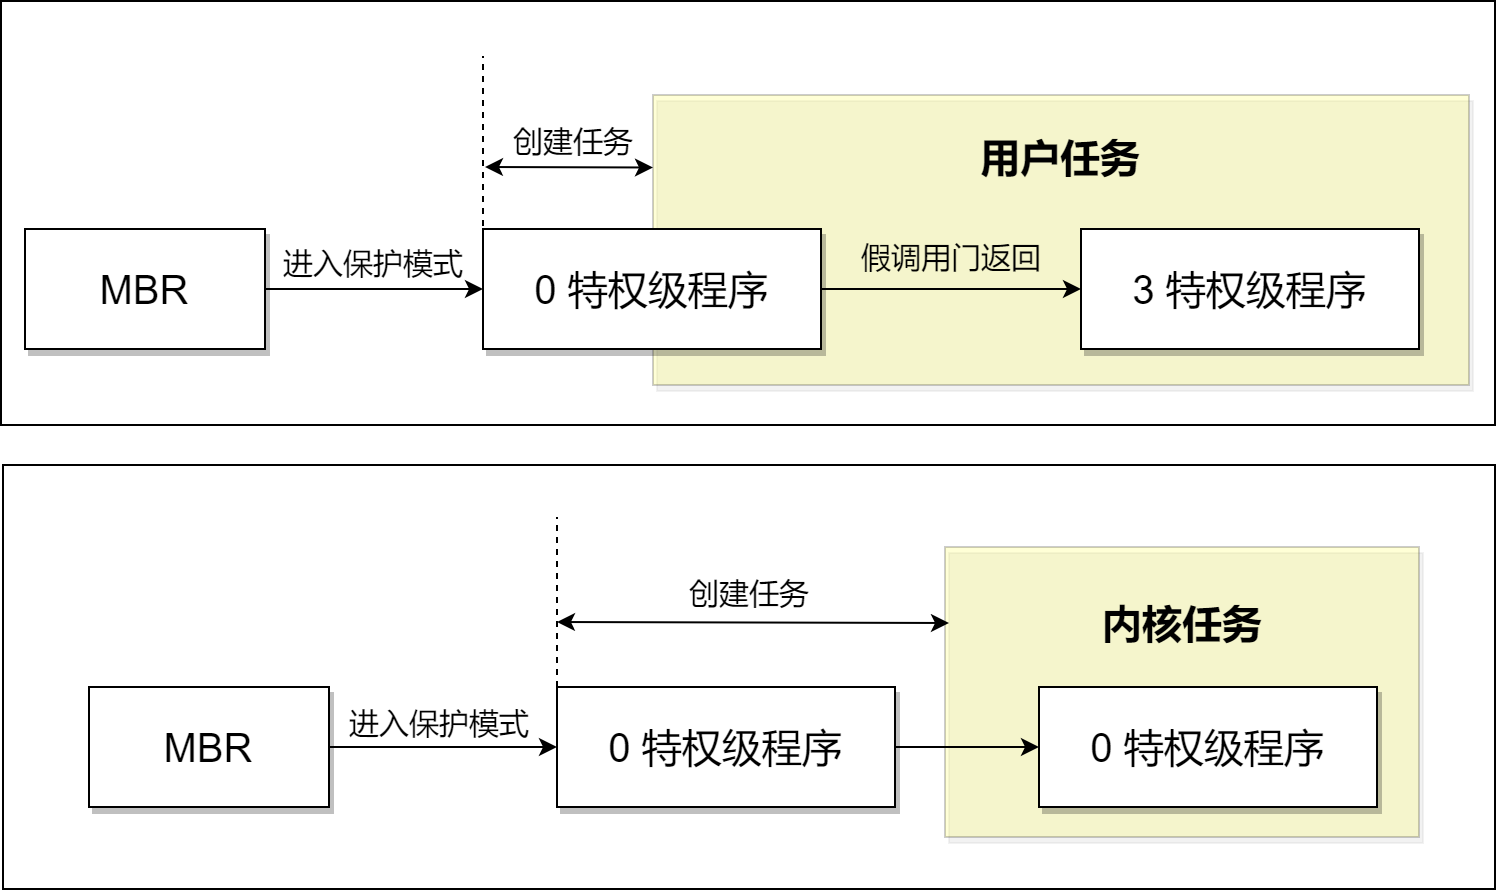 创建任务
用户任务
MBR
进入保护模式
0 特权级程序
假调用门返回
3 特权级程序
创建任务
内核任务
MBR
进入保护模式
0 特权级程序
0 特权级程序